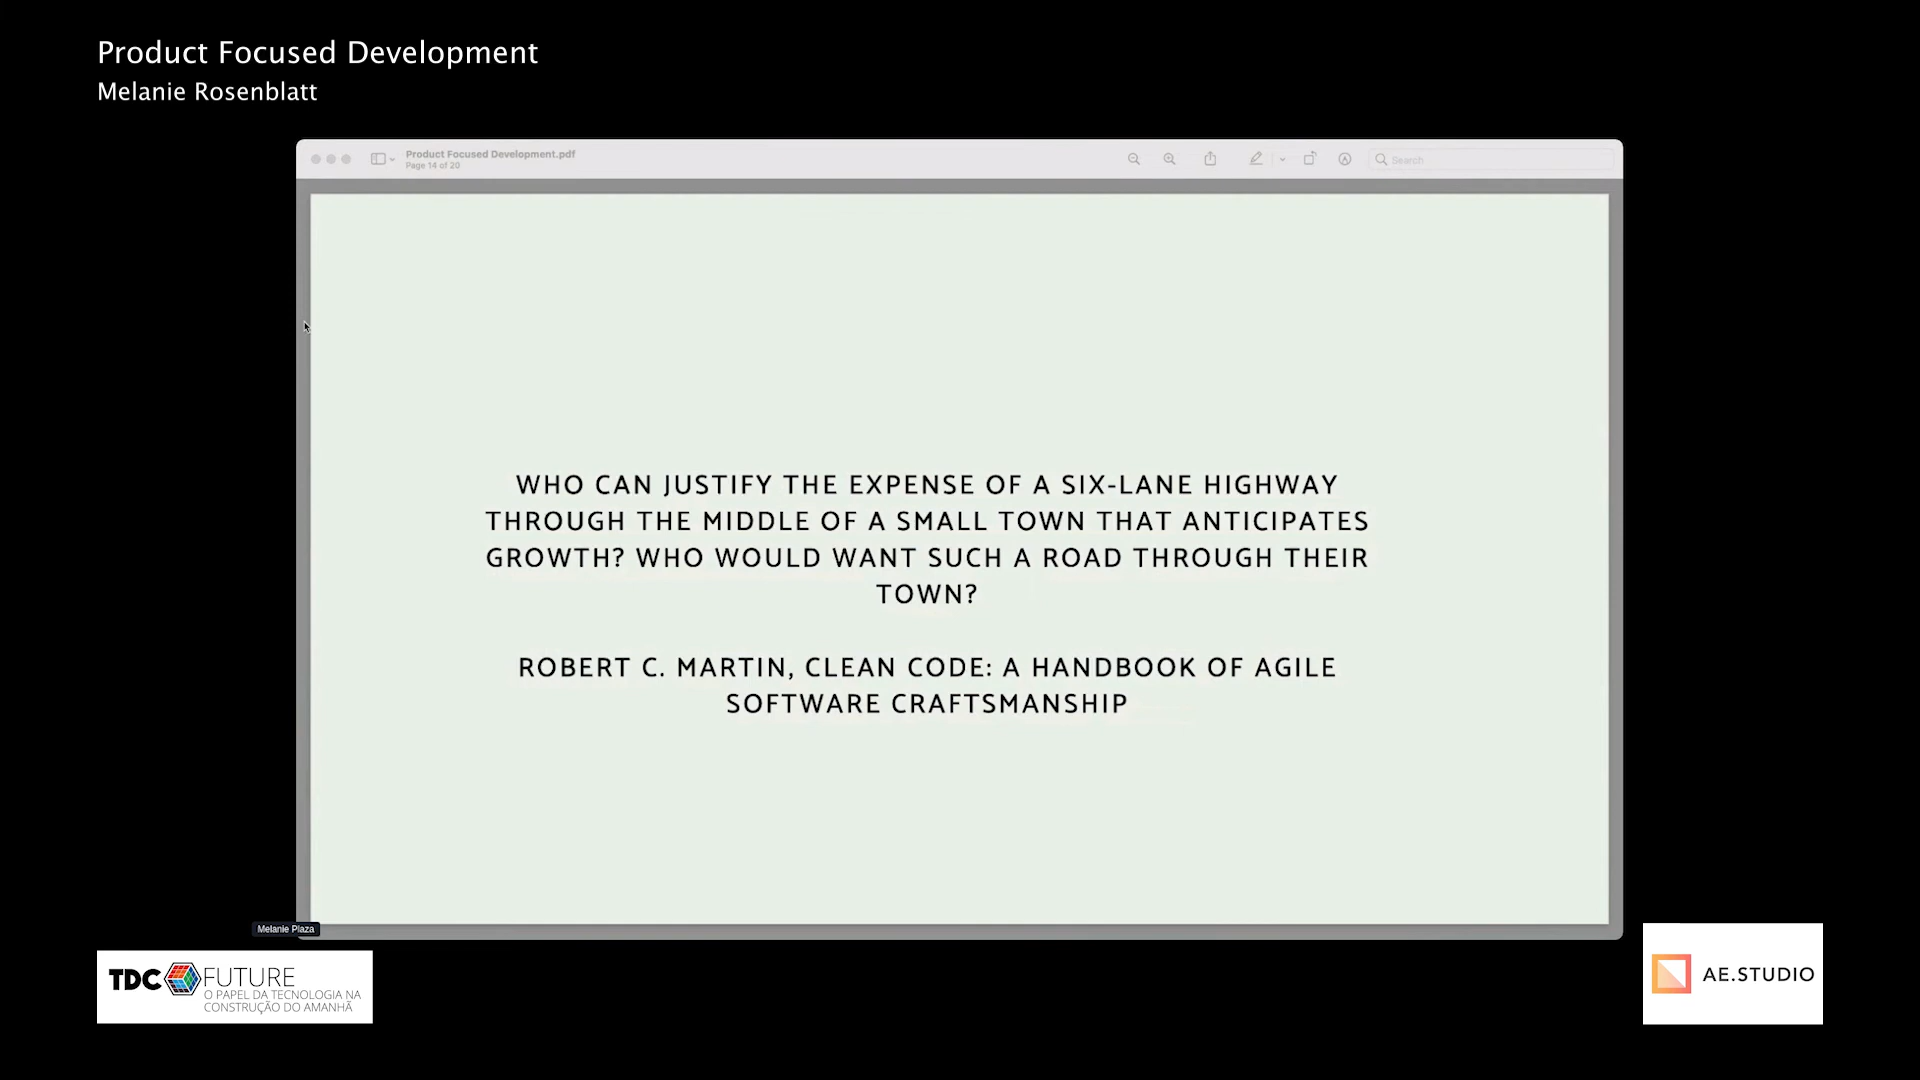 Product Focused Development
Melanie Rosenblatt
Product Focused Development.pdf
Page 14 of 20
Search
WHO CAN JUSTIFY THE EXPENSE OF A SIX-LANE HIGHWAY
THROUGH THE MIDDLE OF A SMALL TOWN THAT ANTICIPATES
GROWTH? WHO WOULD WANT SUCH A ROAD THROUGH THEIR
TOWN?
ROBERT C. MARTIN, CLEAN CODE: A HANDBOOK OF AGILE
SOFTWARE CRAFTSMANSHIP
Melanie Plaza
TDC FUTURE
O PAPEL DA TECNOLOGIA NA
CONSTRUÇÃO DO AMANHÃ
AE.STUDIO